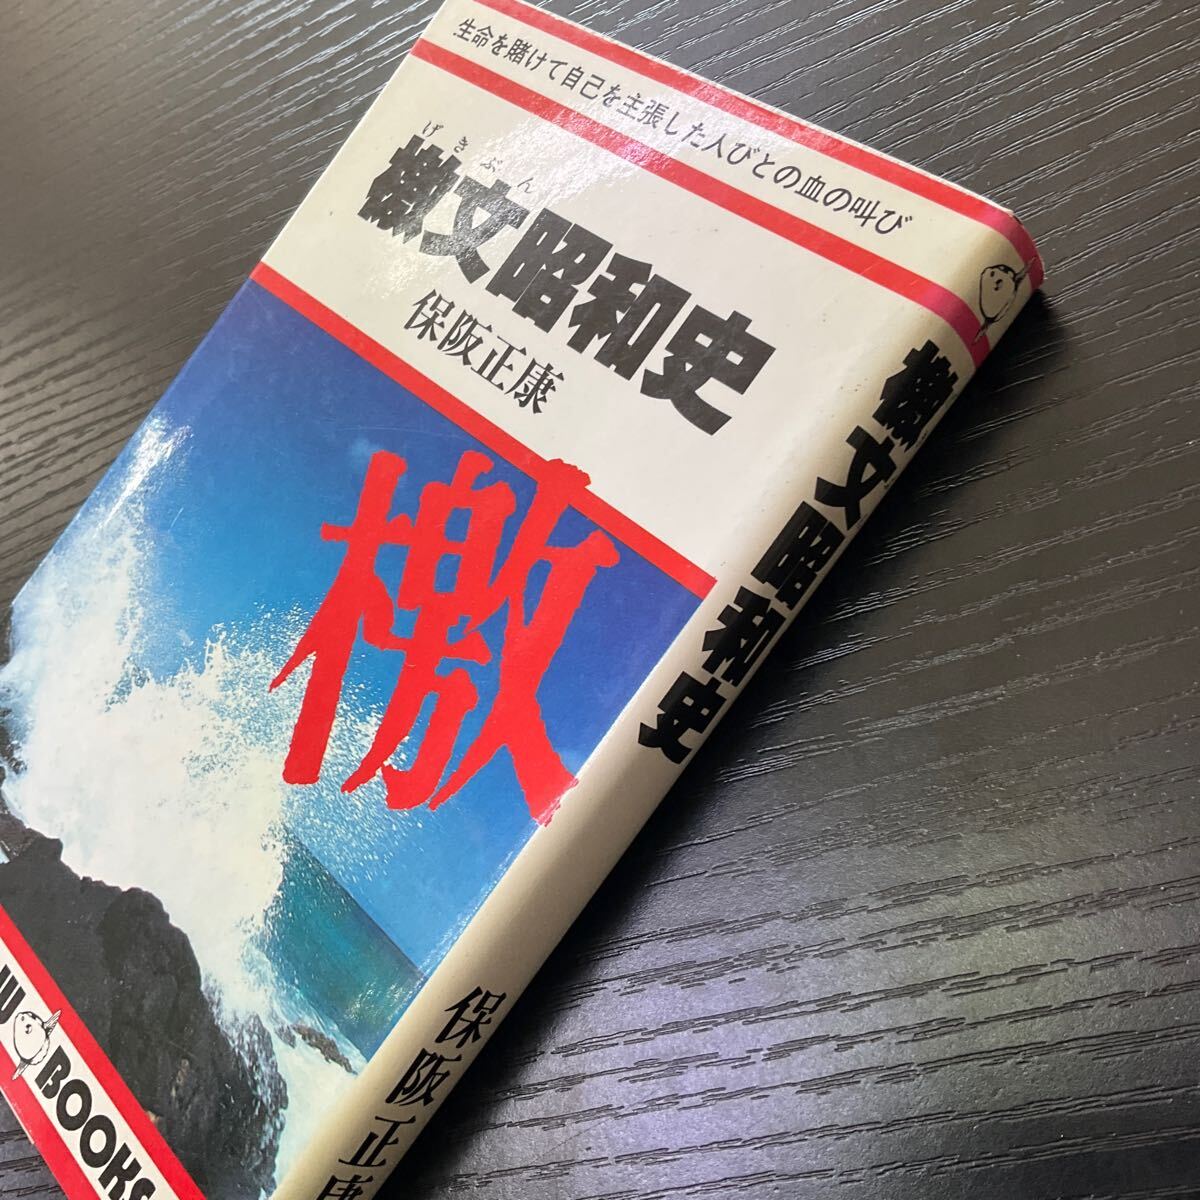 生命を賭けて自己を主張した人びとの血の叫び
げきぶん
檄文昭和史
保阪正康
檄
BOOKS
檄文昭和史
保阪正康